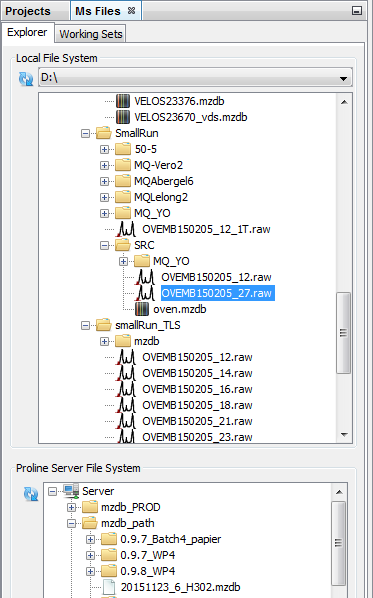 Projects Ms Files
Explorer Working Sets
Local File System
D:\
VELOS23376.mzdb
VELOS23670_vds.mzdb
SmallRun
50-5
MQ-Vero2
MQAbergel6
MQLelong2
MQ_YO
OVEMB150205_12_1T.raw
SRC
MQ_YO
OVEMB150205_12.raw
OVEMB150205_27.raw
oven.mzdb
smallRun_TLS
mzdb
OVEMB150205_12.raw
OVEMB150205_14.raw
OVEMB150205_16.raw
OVEMB150205_18.raw
OVEMB150205_21.raw
OVEMB150205_23.raw
Proline Server File System
Server
mzdb_PROD
mzdb_path
0.9.7_Batch4_papier
0.9.7_WP4
0.9.8_WP4
20151123_6_H302.mzdb